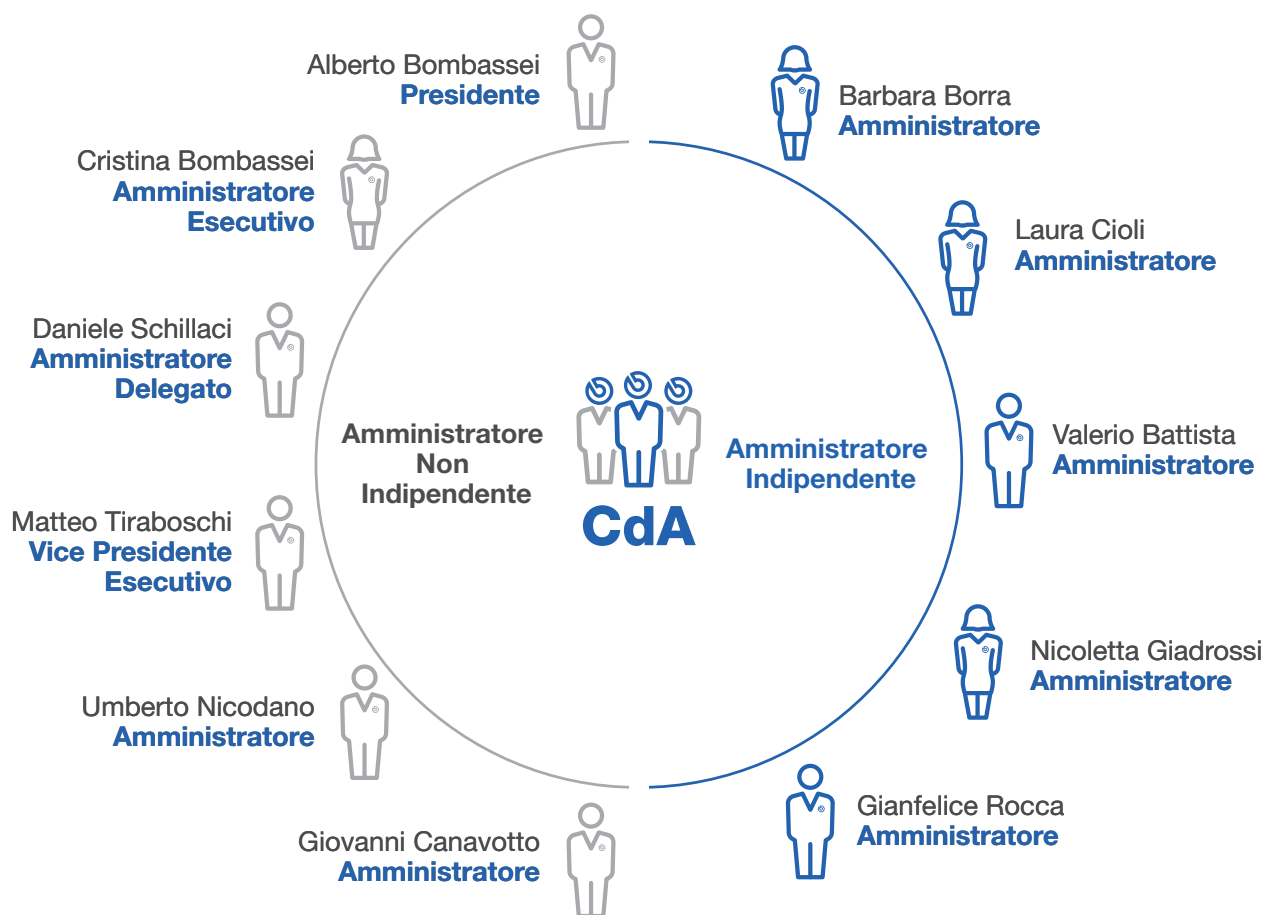 Alberto Bombassei
Presidente
Cristina Bombassei
Amministratore
Esecutivo
Daniele Schillaci
Amministratore
Delegato
Matteo Tiraboschi
Vice Presidente
Esecutivo
Umberto Nicodano
Amministratore
Giovanni Canavotto
Amministratore
Amministratore
Non
Indipendente
CdA
Amministratore
Indipendente
Barbara Borra
Amministratore
Laura Cioli
Amministratore
Valerio Battista
Amministratore
Nicoletta Giadrossi
Amministratore
Gianfelice Rocca
Amministratore